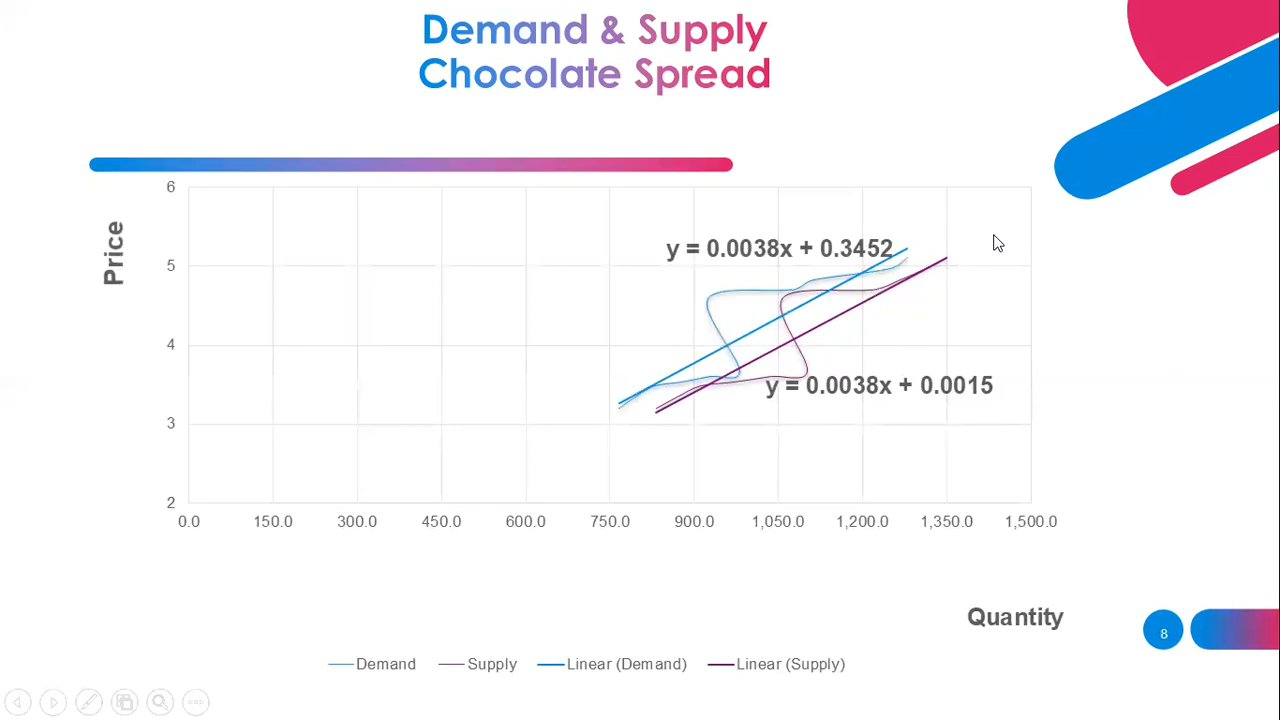 Demand & Supply
Chocolate Spread
Price
6
5
4
3
2
y = 0.0038x + 0.3452
y = 0.0038x + 0.0015
0.0 150.0 300.0 450.0 600.0 750.0 900.0 1,050.0 1,200.0 1,350.0 1,500.0
Quantity
8
Demand Supply Linear (Demand) Linear (Supply)